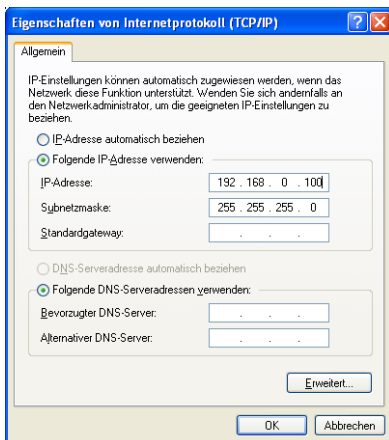 Eigenschaften von Internetprotokoll (TCP/IP)
Allgemein
IP-Einstellungen können automatisch zugewiesen werden, wenn das
Netzwerk diese Funktion unterstützt. Wenden Sie sich andernfalls an
den Netzwerkadministrator, um die geeigneten IP-Einstellungen zu
beziehen.
IP-Adresse automatisch beziehen
Folgende IP-Adresse verwenden:
IP-Adresse: 192 . 168 . 0 . 100
Subnetzmaske: 255 . 255 . 255 . 0
Standardgateway: . . .
DNS-Serveradresse automatisch beziehen
Folgende DNS-Serveradressen verwenden:
Bevorzugter DNS-Server: . . .
Alternativer DNS-Server: . . .
Erweitert...
OK Abbrechen